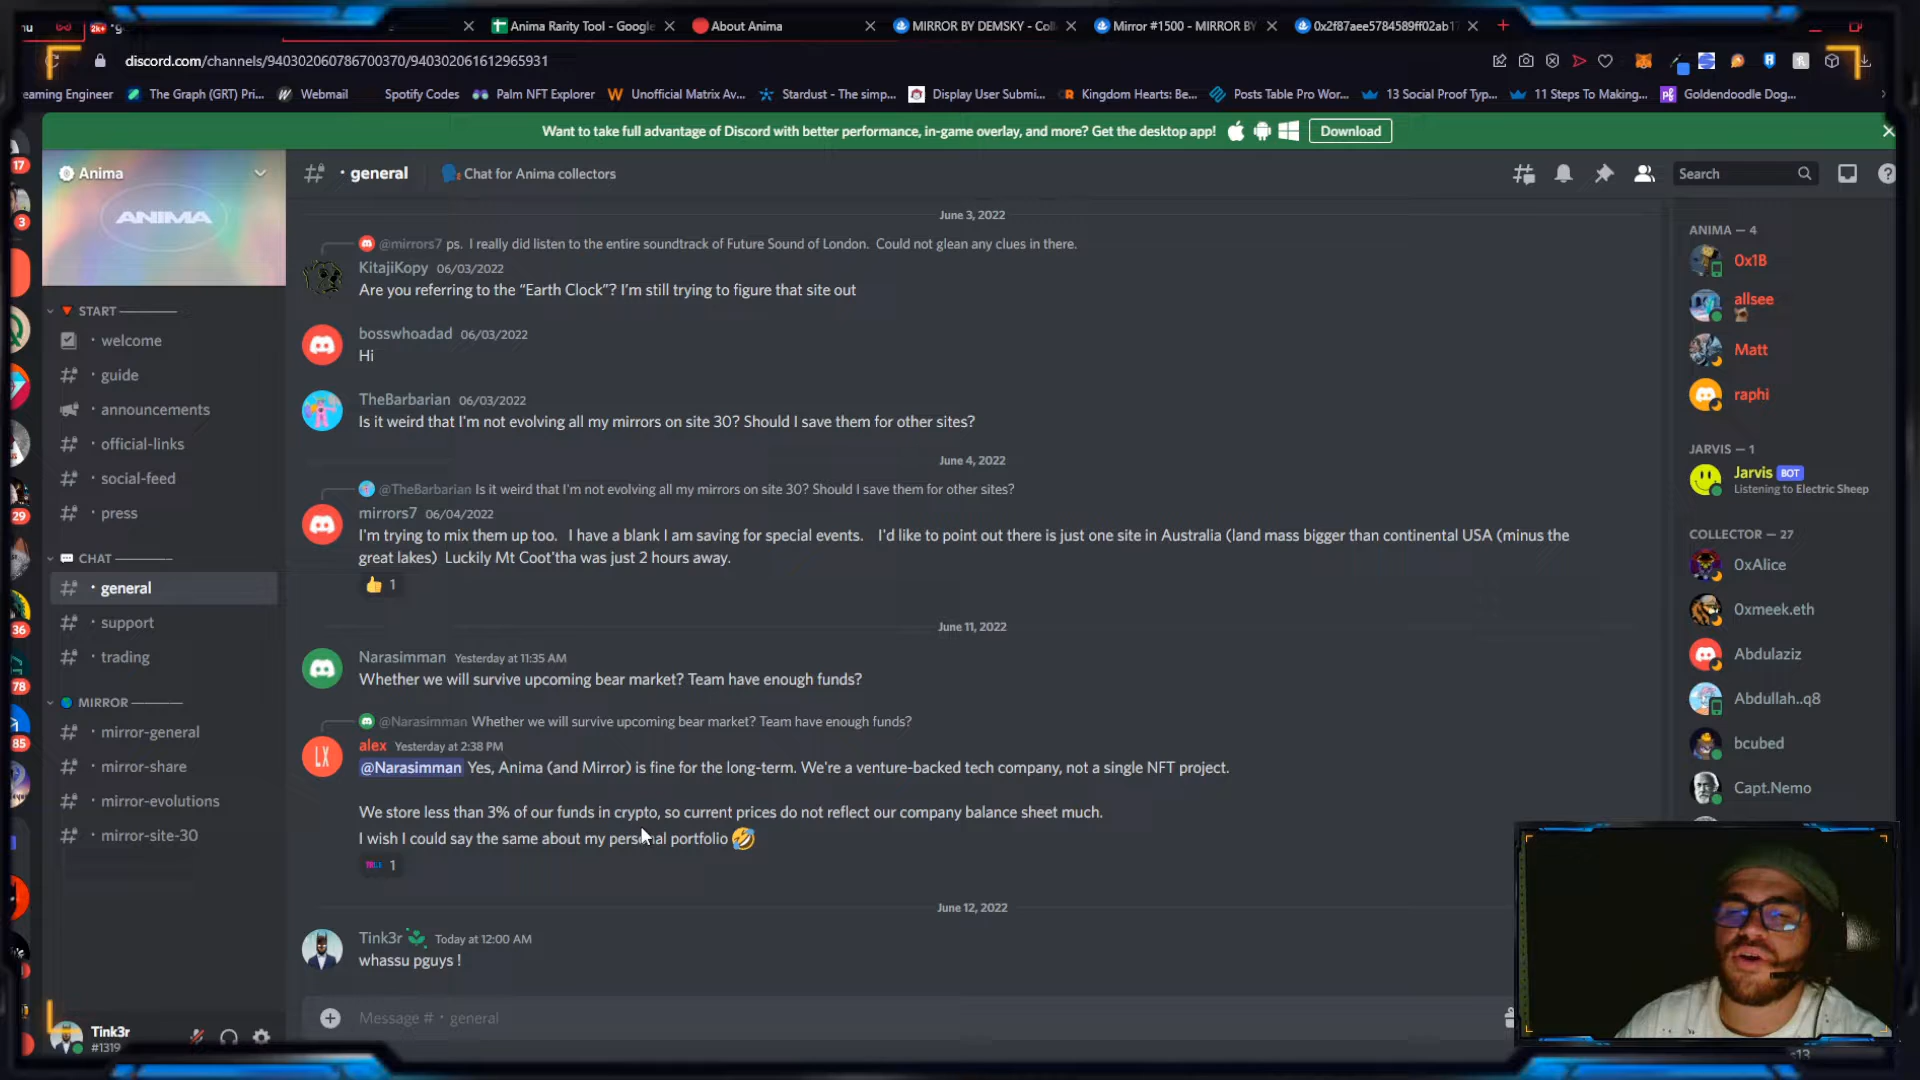 Anima Rarity Tool - Google
About Anima
MIRROR BY DEMSKY - Coll
Mirror #1500 - MIRROR BY
0x2f87aee5784589ff02ab17
discord.com/channels/940302060786700370/940302061612965931
eaming Engineer
The Graph (GRT) Pri...
Webmail
Spotify Codes
Palm NFT Explorer
Unofficial Matrix Av...
Stardust - The simp...
Display User Submi...
Kingdom Hearts: Be...
Posts Table Pro Wor...
13 Social Proof Typ...
11 Steps To Making...
Goldendoodle Dog...
Want to take full advantage of Discord with better performance, in-game overlay, and more? Get the desktop app!
Download
Anima
ANIMA
START
welcome
guide
announcements
official-links
social-feed
press
CHAT
general
support
trading
MIRROR
mirror-general
mirror-share
mirror-evolutions
mirror-site-30
Tink3r
#1319
17
3
29
36
78
85
general
Chat for Anima collectors
Search
June 3, 2022
@mirrors7 ps. I really did listen to the entire soundtrack of Future Sound of London. Could not glean any clues in there.
KitajiKopy 06/03/2022
Are you referring to the “Earth Clock”? I’m still trying to figure that site out
bosswhoadad 06/03/2022
Hi
TheBarbarian 06/03/2022
Is it weird that I'm not evolving all my mirrors on site 30? Should I save them for other sites?
June 4, 2022
@TheBarbarian Is it weird that I'm not evolving all my mirrors on site 30? Should I save them for other sites?
mirrors7 06/04/2022
I'm trying to mix them up too. I have a blank I am saving for special events. I'd like to point out there is just one site in Australia (land mass bigger than continental USA (minus the
great lakes) Luckily Mt Coot'tha was just 2 hours away.
1
June 11, 2022
Narasimman Yesterday at 11:35 AM
Whether we will survive upcoming bear market? Team have enough funds?
@Narasimman Whether we will survive upcoming bear market? Team have enough funds?
LX
alex Yesterday at 2:38 PM
@Narasimman Yes, Anima (and Mirror) is fine for the long-term. We're a venture-backed tech company, not a single NFT project.
We store less than 3% of our funds in crypto, so current prices do not reflect our company balance sheet much.
I wish I could say the same about my personal portfolio
TRUE 1
June 12, 2022
Tink3r Today at 12:00 AM
whassu pguys !
Message # · general
ANIMA — 4
0x1B
allsee
Matt
raphi
JARVIS — 1
Jarvis BOT
Listening to Electric Sheep
COLLECTOR — 27
0xAlice
0xmeek.eth
Abdulaziz
Abdullah..q8
bcubed
Capt.Nemo